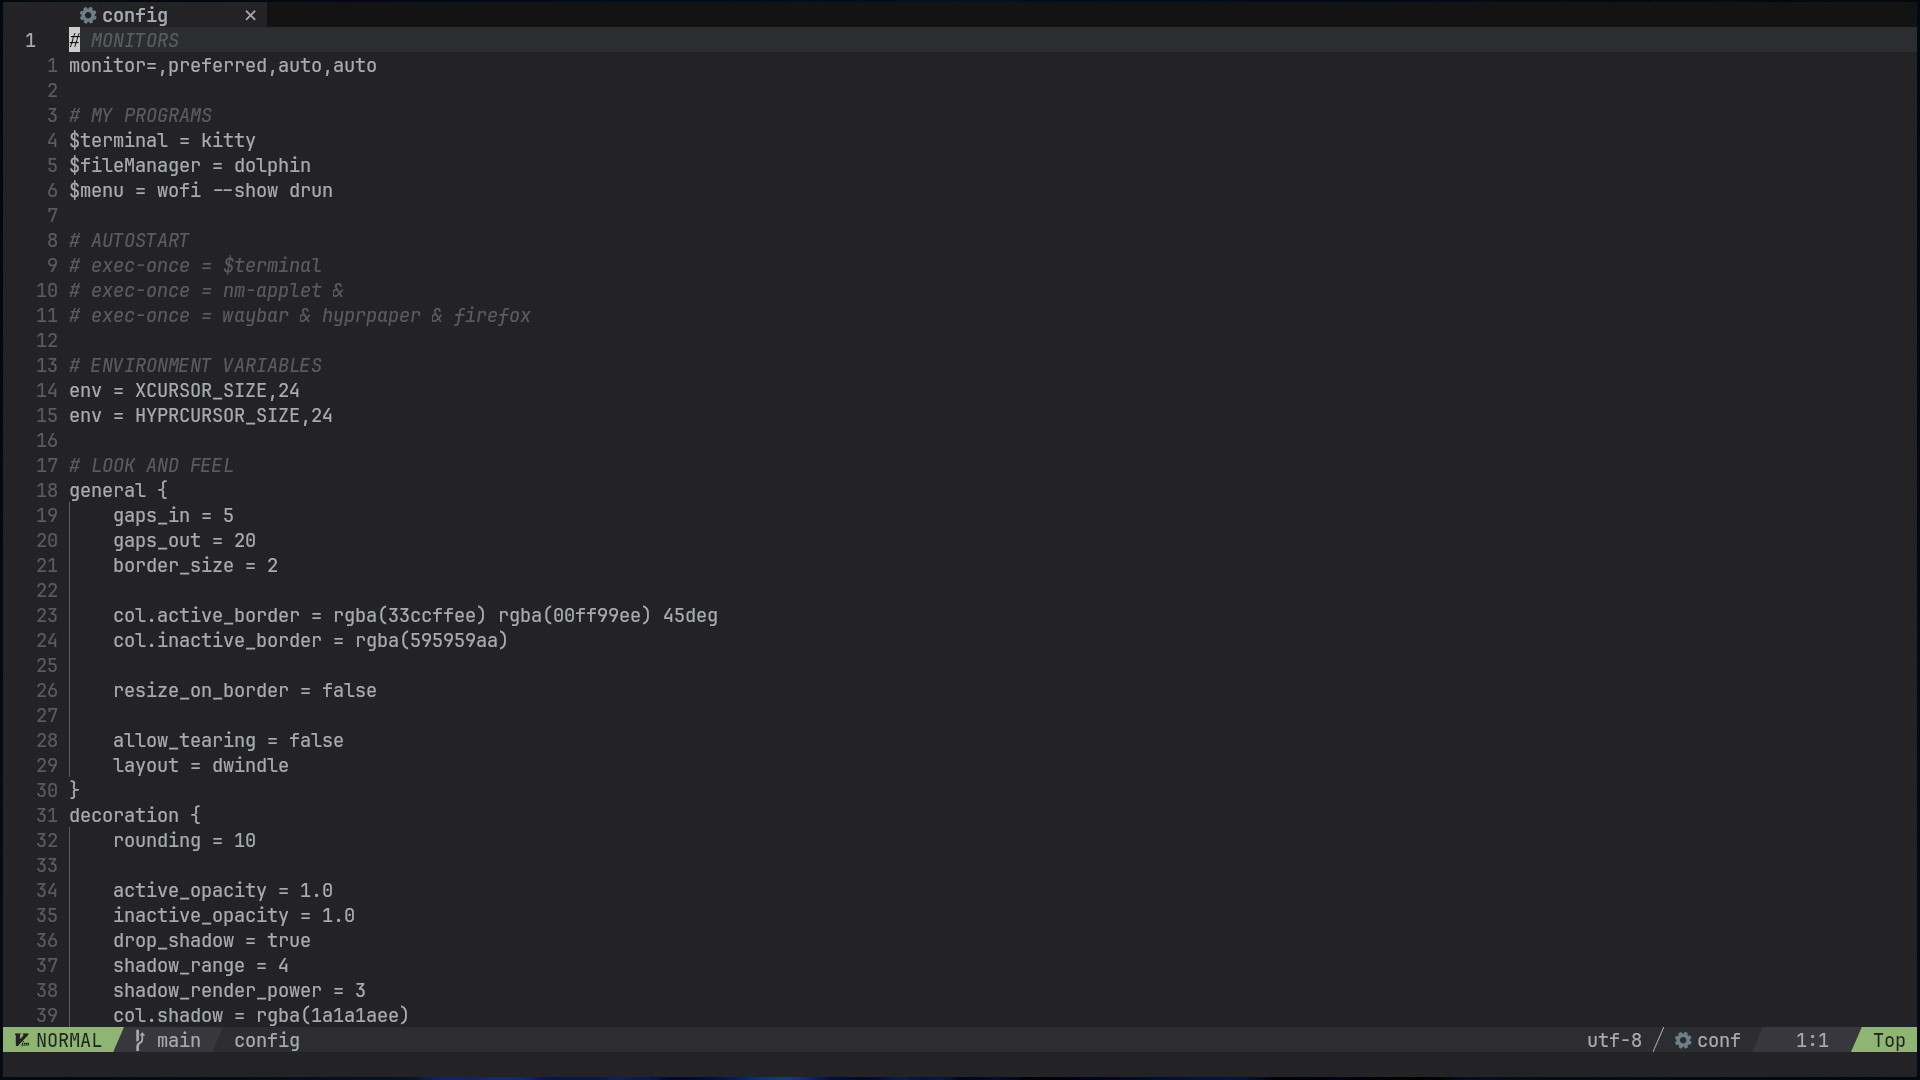 config ✕
1 # MONITORS
1 monitor=,preferred,auto,auto
2
3 # MY PROGRAMS
4 $terminal = kitty
5 $fileManager = dolphin
6 $menu = wofi --show drun
7
8 # AUTOSTART
9 # exec-once = $terminal
10 # exec-once = nm-applet &
11 # exec-once = waybar & hyprpaper & firefox
12
13 # ENVIRONMENT VARIABLES
14 env = XCURSOR_SIZE,24
15 env = HYPRCURSOR_SIZE,24
16
17 # LOOK AND FEEL
18 general {
19     gaps_in = 5
20     gaps_out = 20
21     border_size = 2
22
23     col.active_border = rgba(33ccffee) rgba(00ff99ee) 45deg
24     col.inactive_border = rgba(595959aa)
25
26     resize_on_border = false
27
28     allow_tearing = false
29     layout = dwindle
30 }
31 decoration {
32     rounding = 10
33
34     active_opacity = 1.0
35     inactive_opacity = 1.0
36     drop_shadow = true
37     shadow_range = 4
38     shadow_render_power = 3
39     col.shadow = rgba(1a1a1aee)
NORMAL main config utf-8 conf 1:1 Top